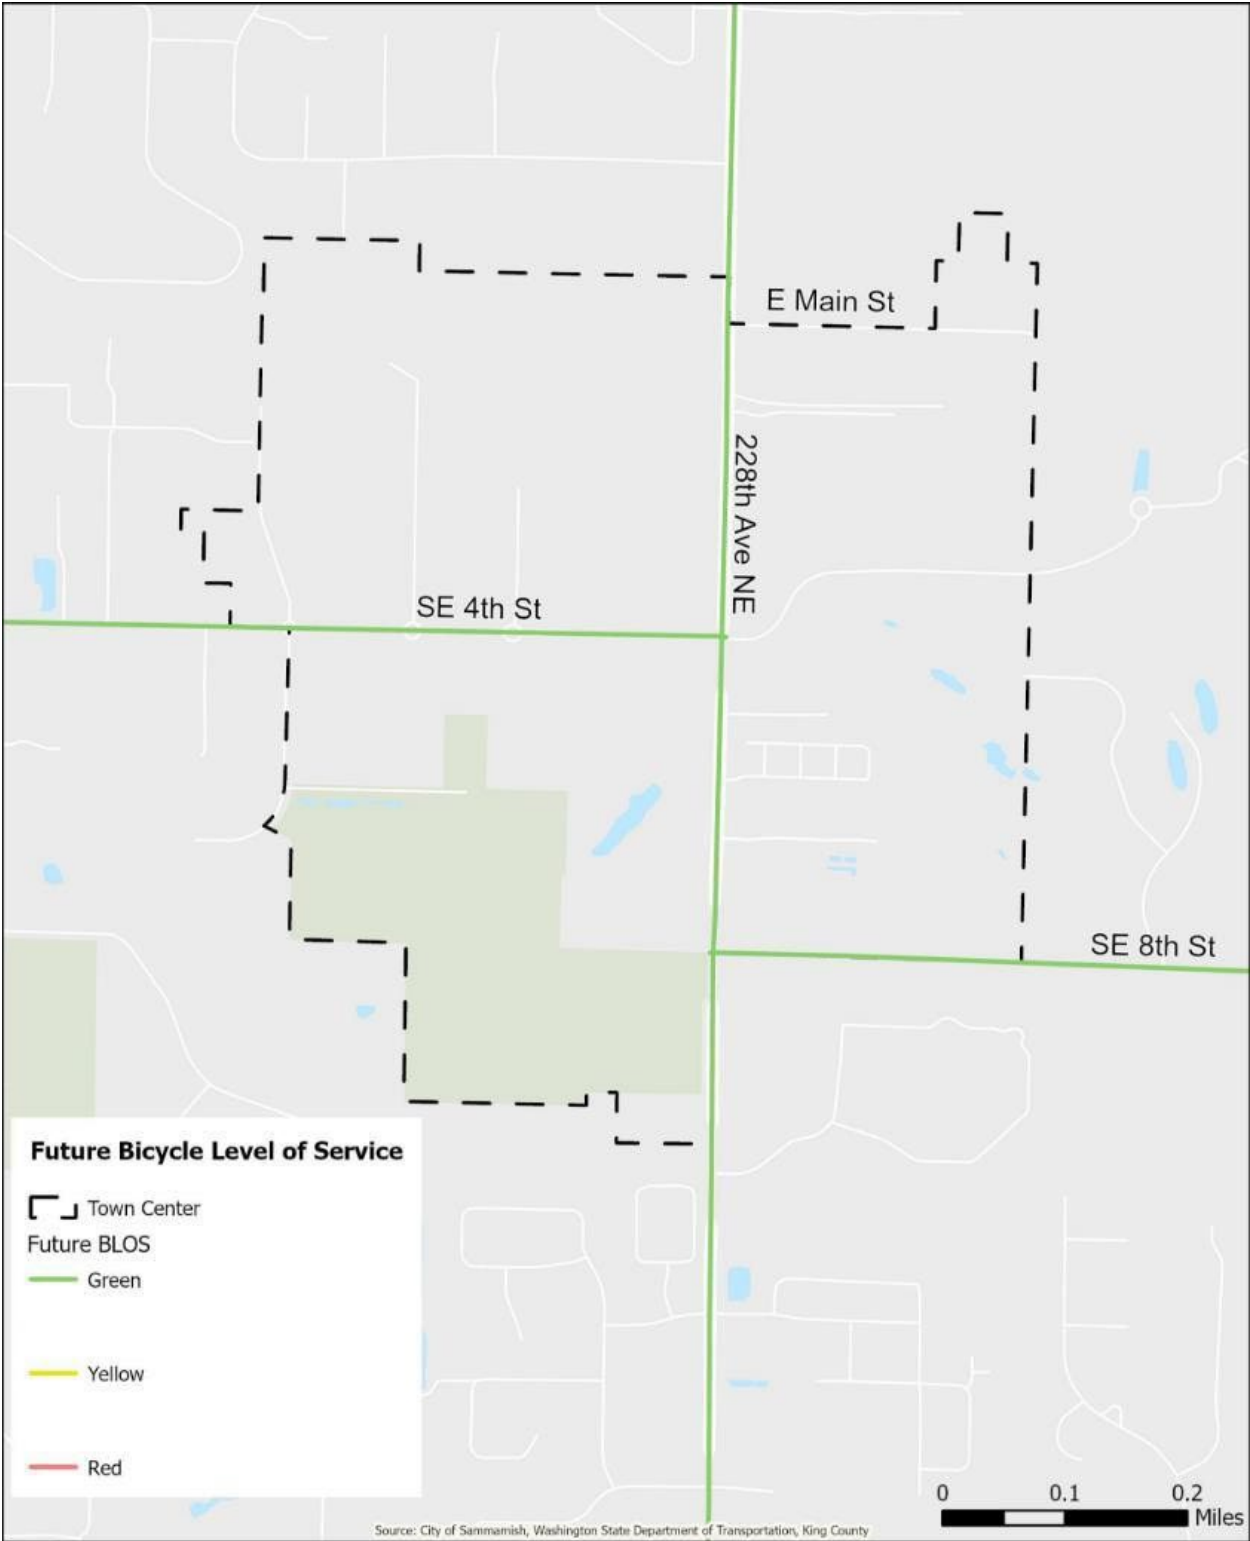 E Main St
228th Ave NE
SE 4th St
SE 8th St
Future Bicycle Level of Service
Town Center
Future BLOS
Green
Yellow
Red
0 0.1 0.2
Miles
Source: City of Sammamish, Washington State Department of Transportation, King County